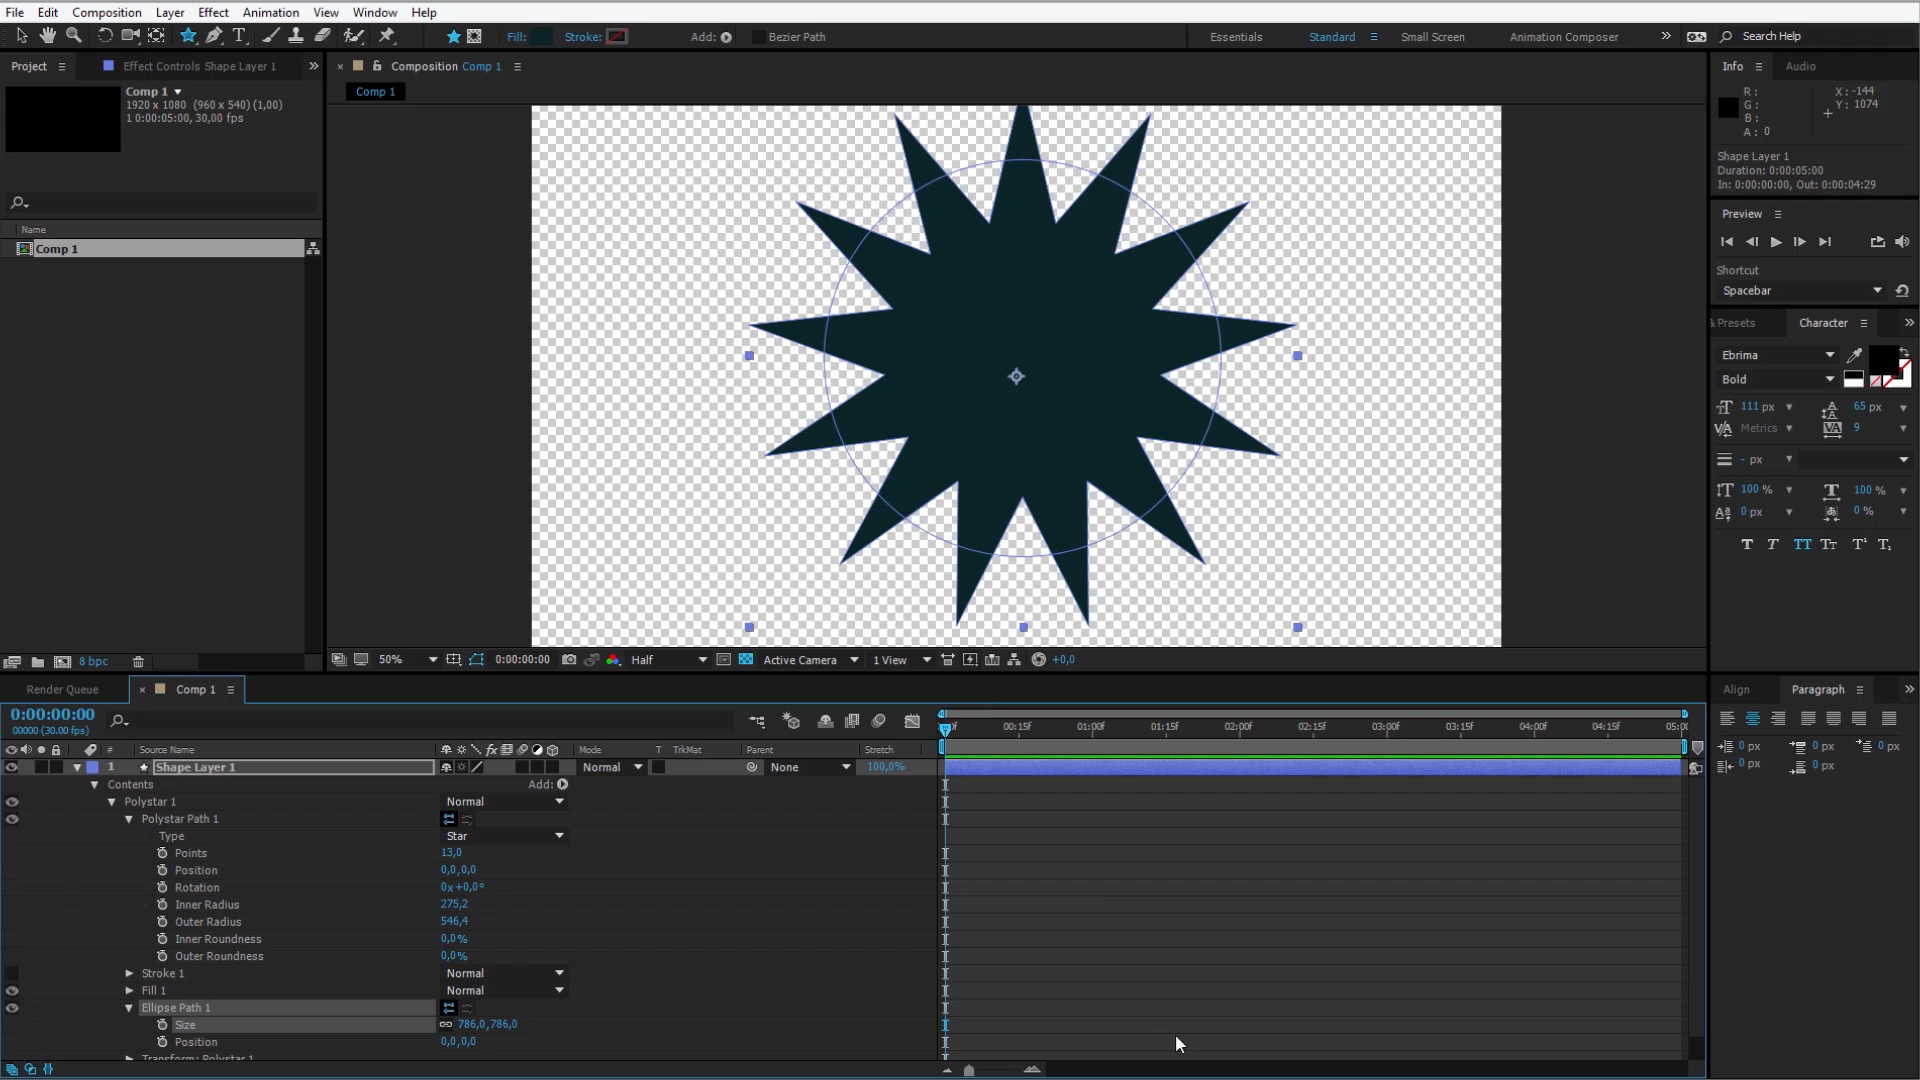 File Edit Composition Layer Effect Animation View Window Help
Fill: Stroke: Add: Bezier Path Essentials Standard Small Screen Animation Composer Search Help
Project Effect Controls Shape Layer 1
Comp 1
1920 x 1080 (960 x 540) (1,00)
1 0:00:05:00, 30,00 fps
Name
Comp 1
8 bpc
Composition Comp 1
Comp 1
50% 0:00:00:00 Half Active Camera 1 View +0,0
Info Audio
R: X: -144
G: Y: 1074
B:
A: 0
Shape Layer 1
Duration: 0:00:05:00
In: 0:00:00:00, Out: 0:00:04:29
Preview
Shortcut
Spacebar
& Presets Character
Ebrima
Bold
111 px 65 px
Metrics 9
- px
100 % 100 %
0 px 0 %
Render Queue Comp 1
0:00:00:00
00000 (30.00 fps)
# Source Name Mode T TrkMat Parent Stretch
1 Shape Layer 1 Normal None 100,0%
Contents Add:
Polystar 1 Normal
Polystar Path 1
Type Star
Points 13,0
Position 0,0,0,0
Rotation 0x+0,0°
Inner Radius 275,2
Outer Radius 546,4
Inner Roundness 0,0%
Outer Roundness 0,0%
Stroke 1 Normal
Fill 1 Normal
Ellipse Path 1
Size 786,0,786,0
Position 0,0,0,0
Transform: Polystar 1
00:15f 01:00f 01:15f 02:00f 02:15f 03:00f 03:15f 04:00f 04:15f 05:0
Align Paragraph
0 px 0 px 0 px
0 px 0 px